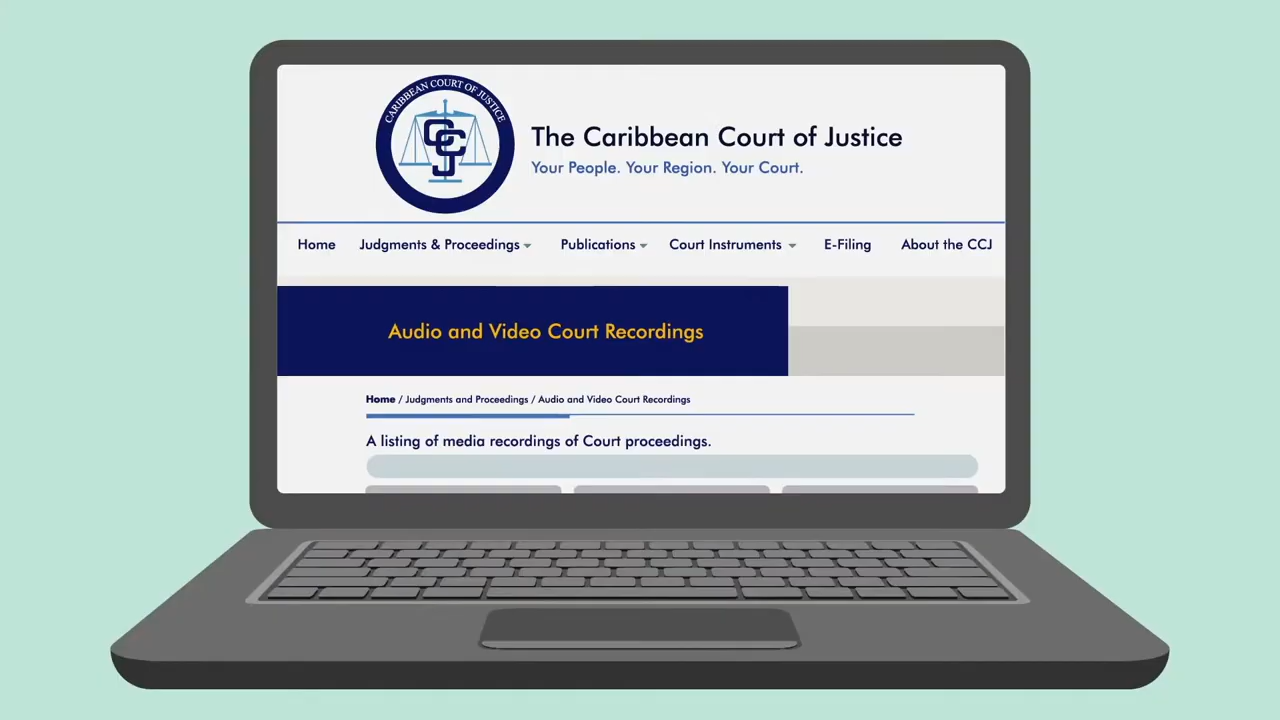 CARIBBEAN COURT OF JUSTICE
CCJ
The Caribbean Court of Justice
Your People. Your Region. Your Court.
Home Judgments & Proceedings Publications Court Instruments E-Filing About the CCJ
Audio and Video Court Recordings
Home / Judgments and Proceedings / Audio and Video Court Recordings
A listing of media recordings of Court proceedings.